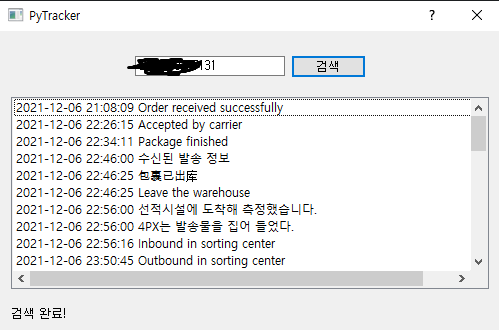 PyTracker
131
검색
2021-12-06 21:08:09 Order received successfully
2021-12-06 22:26:15 Accepted by carrier
2021-12-06 22:34:11 Package finished
2021-12-06 22:46:00 수신된 발송 정보
2021-12-06 22:46:25 包裹已出库
2021-12-06 22:46:25 Leave the warehouse
2021-12-06 22:56:00 선적시설에 도착해 측정했습니다.
2021-12-06 22:56:00 4PX는 발송물을 집어 들었다.
2021-12-06 22:56:16 Inbound in sorting center
2021-12-06 23:50:45 Outbound in sorting center
검색 완료!